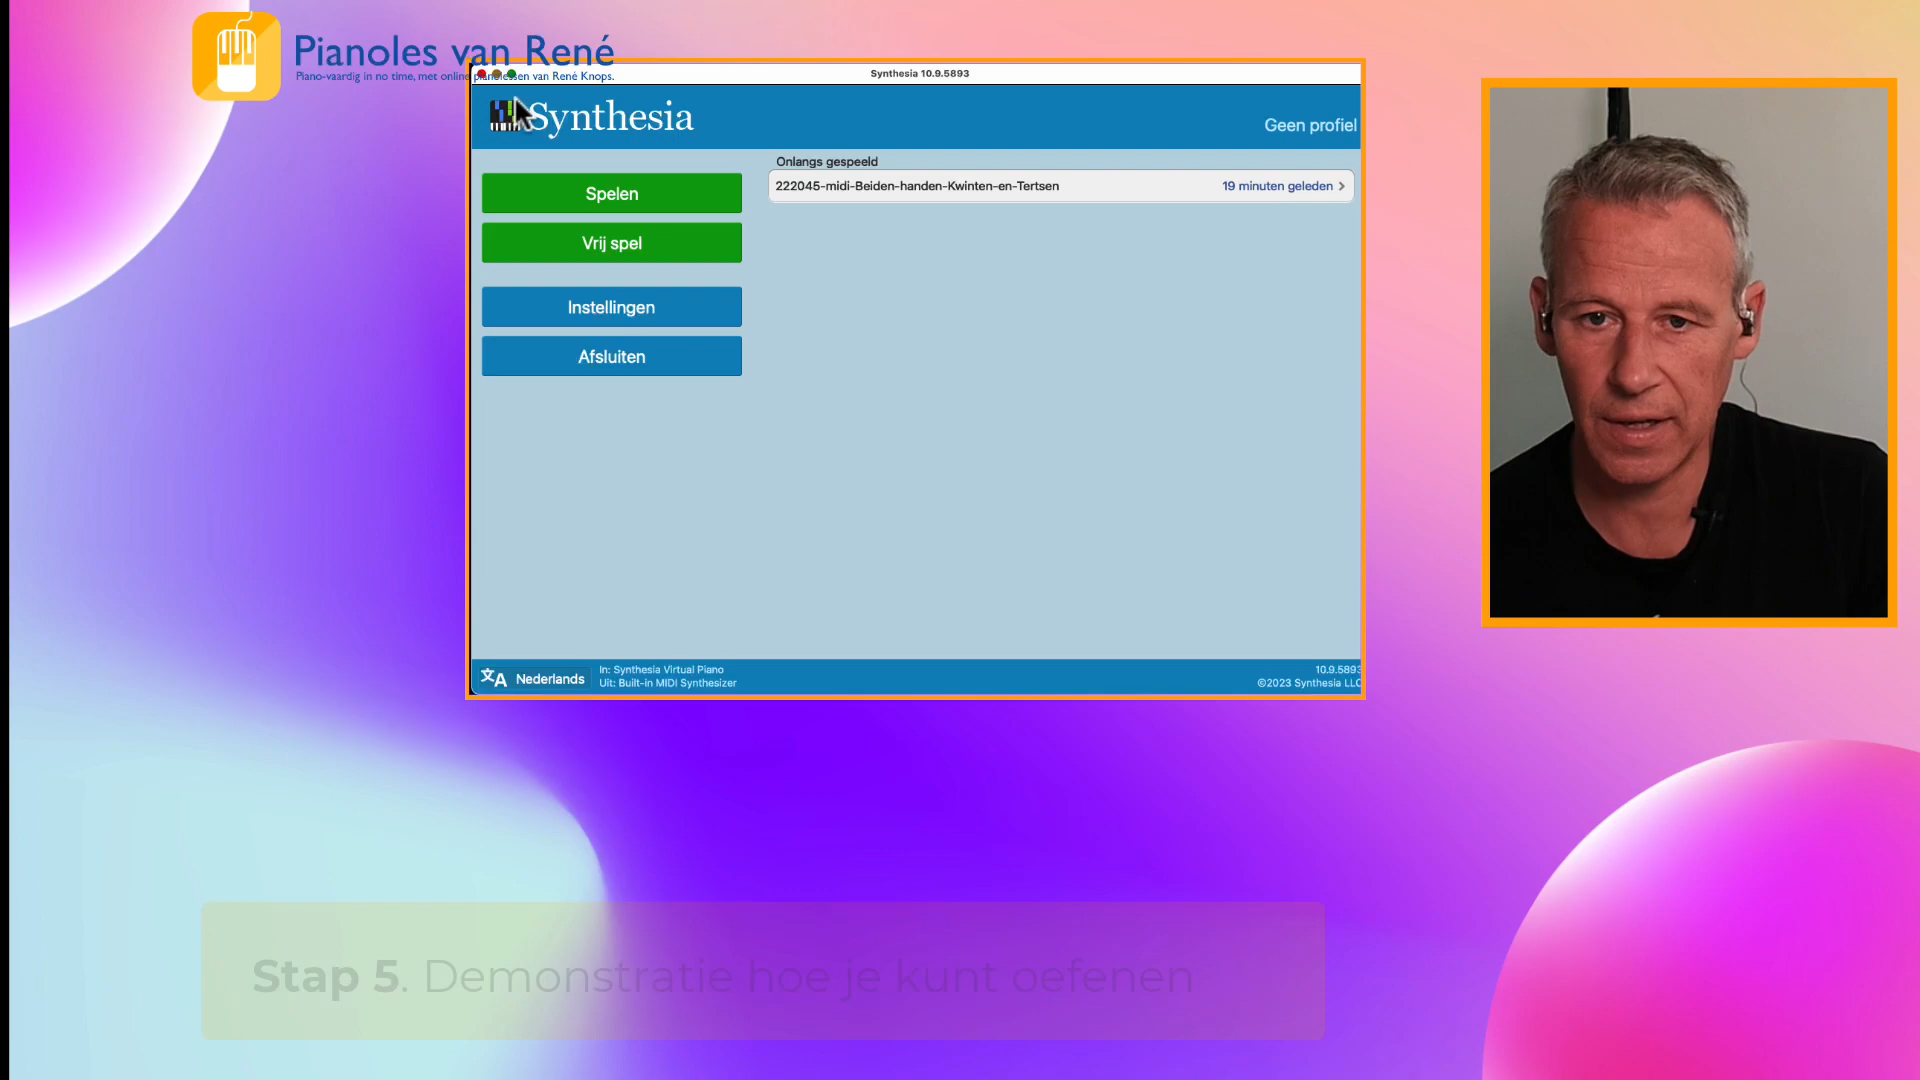 Pianoles van René
Piano-vaardig in no time, met online pianolessen van René Knops.
Synthesia 10.9.5893
Synthesia
Geen profiel
Spelen
Vrij spel
Instellingen
Afsluiten
Onlangs gespeeld
222045-midi-Beiden-handen-Kwinten-en-Tertsen
19 minuten geleden
Nederlands
In: Synthesia Virtual Piano
Uit: Built-in MIDI Synthesizer
10.9.5893
©2023 Synthesia LLC
Stap 5. Demonstratie hoe je kunt oefenen